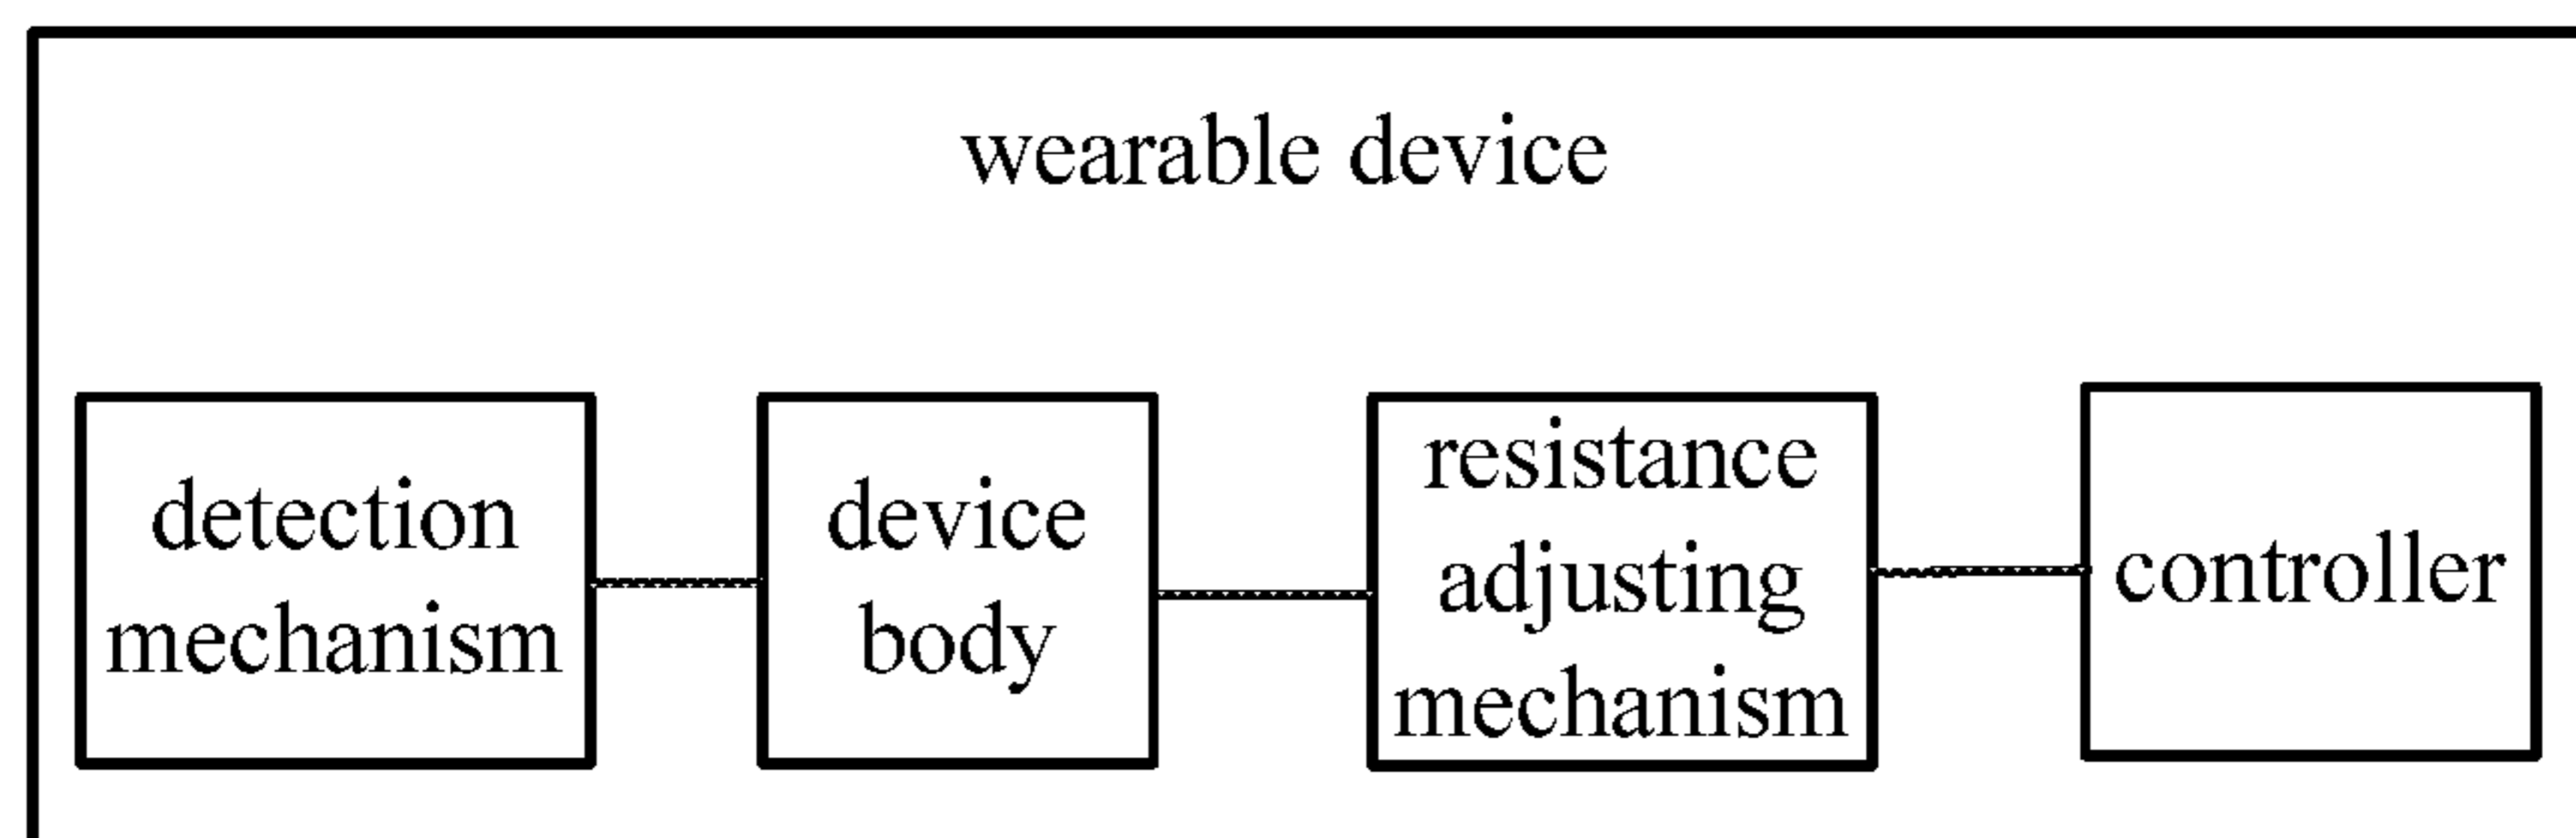 wearable device
detection
mechanism
device
body
resistance
adjusting
mechanism
controller